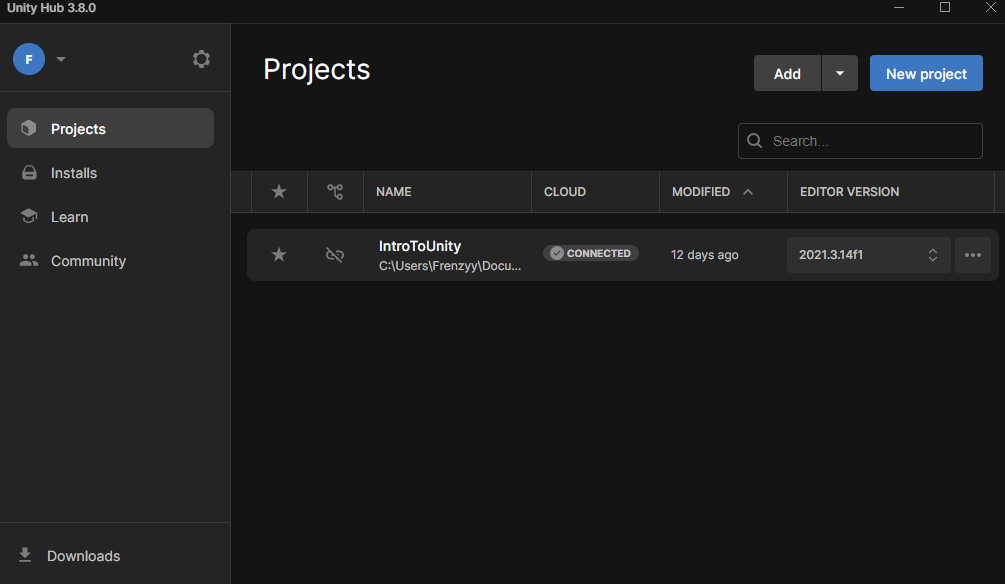 Unity Hub 3.8.0
F
Projects
Add
New project
Projects
Installs
Learn
Community
Search...
NAME
CLOUD
MODIFIED
EDITOR VERSION
IntroToUnity
C:\Users\Frenzyy\Docu...
CONNECTED
12 days ago
2021.3.14f1
Downloads